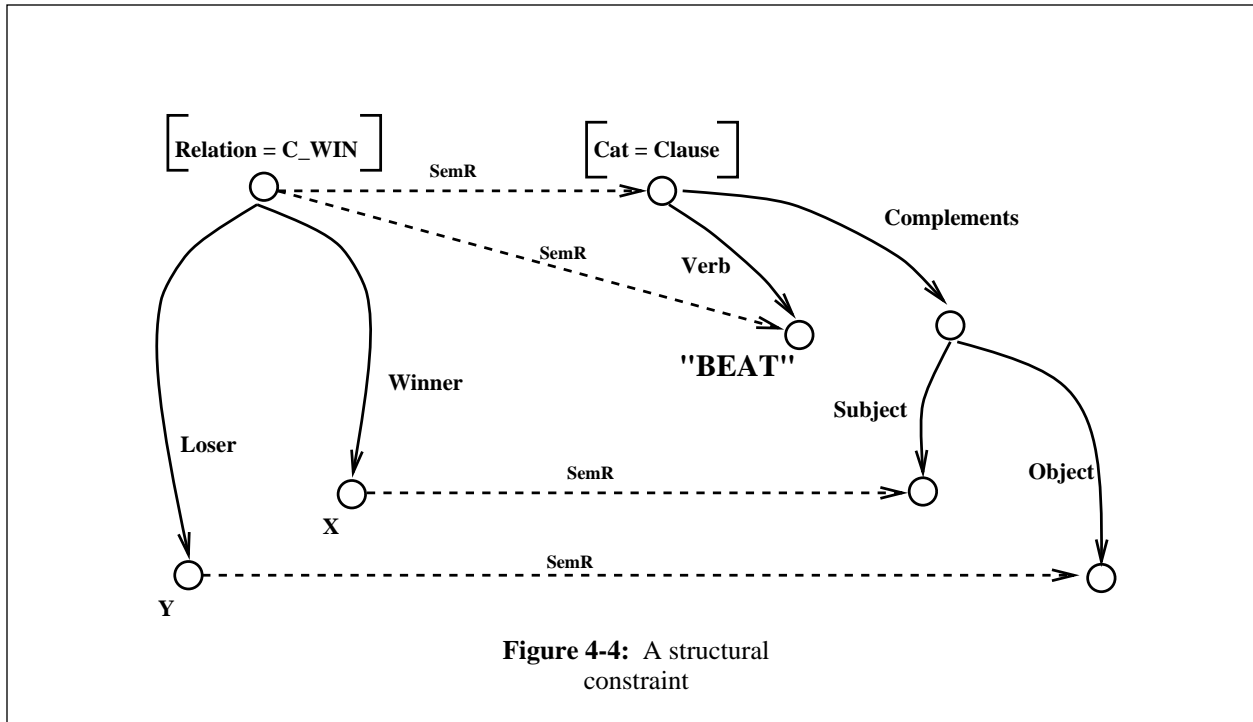 Relation = C_WIN
Cat = Clause
SemR
Complements
SemR
Verb
"BEAT"
Winner
Subject
Loser
Object
SemR
X
SemR
Y
Figure 4-4: A structural
constraint